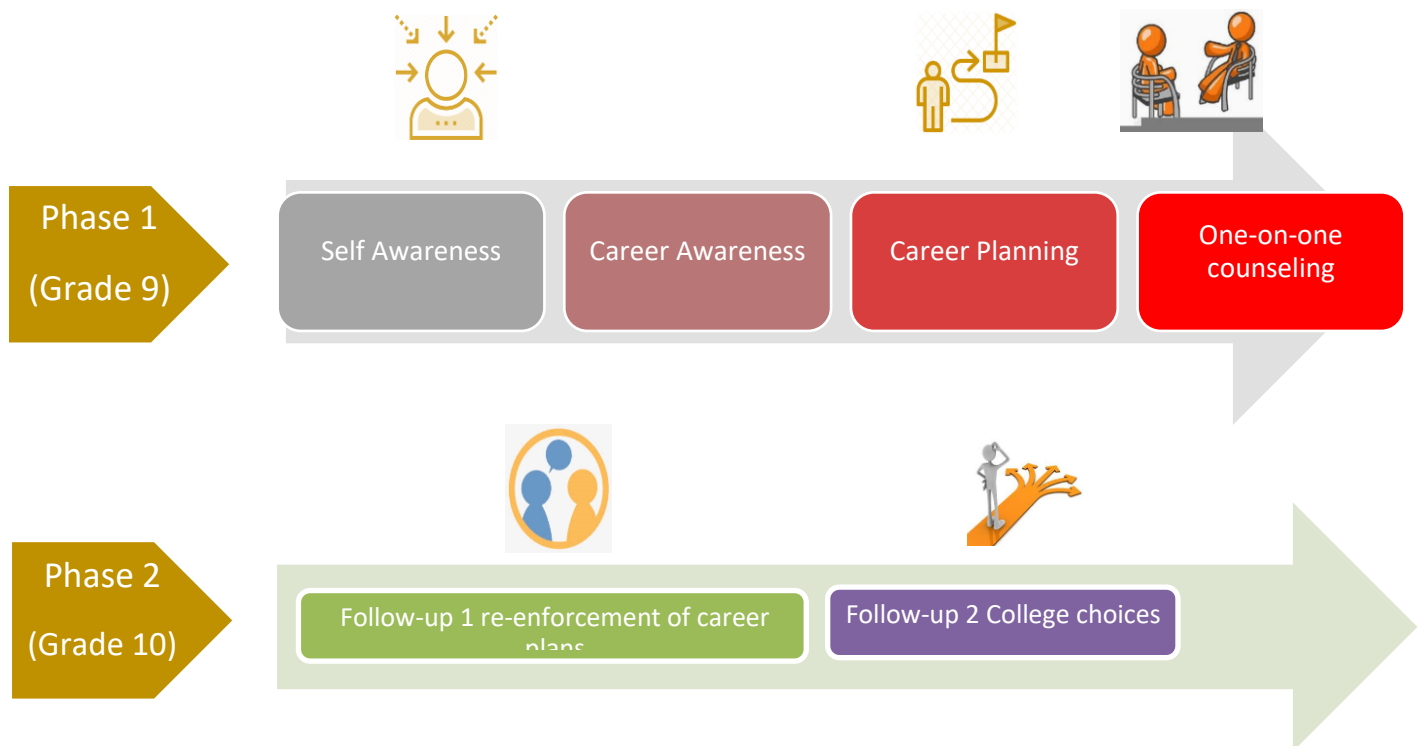 Phase 1
(Grade 9)
Self Awareness
Career Awareness
Career Planning
One-on-one
counseling
Phase 2
(Grade 10)
Follow-up 1 re-enforcement of career
plans
Follow-up 2 College choices